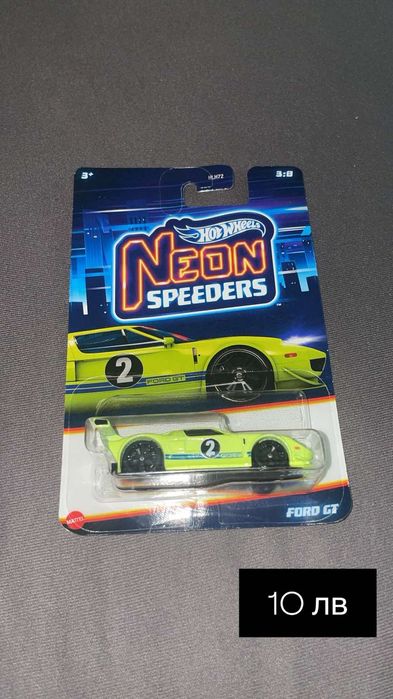 3+
HLH72
3:8
Hot Wheels
NEON
SPEEDERS
2
FORD GT
2
MATTEL
FORD GT
10 лв